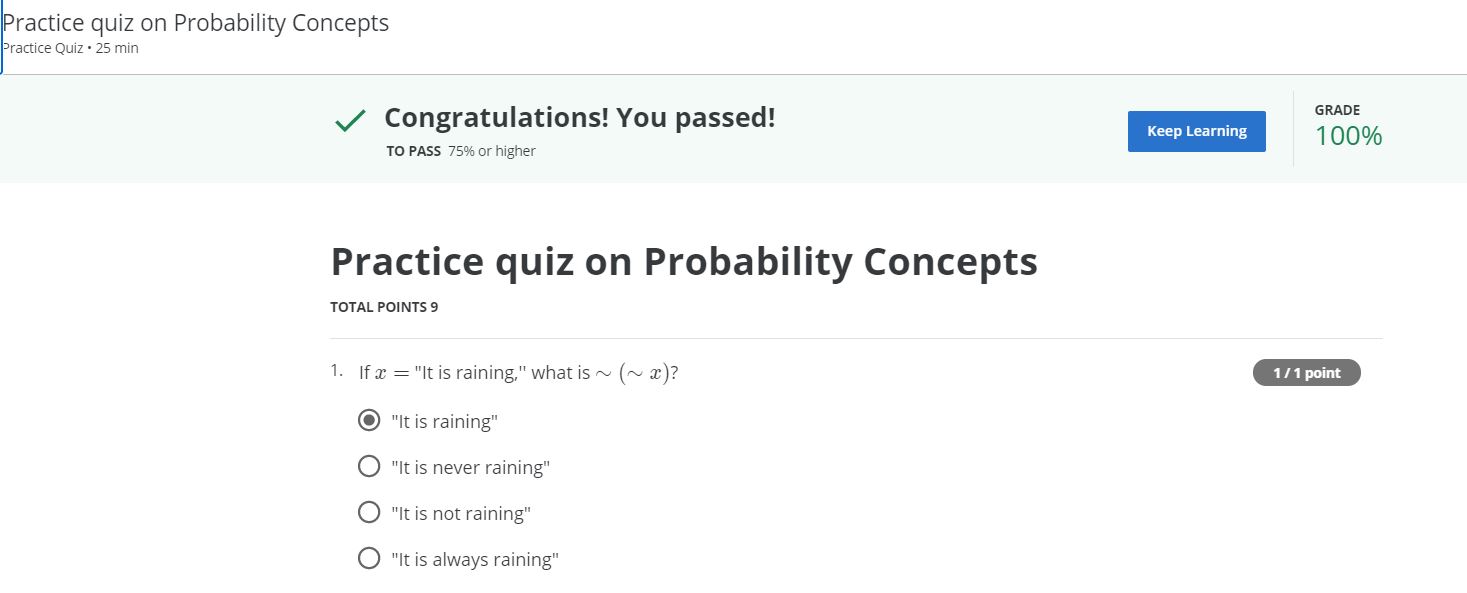 Practice quiz on Probability Concepts
Practice Quiz • 25 min
Congratulations! You passed!
TO PASS 75% or higher
Keep Learning
GRADE
100%
Practice quiz on Probability Concepts
TOTAL POINTS 9
1. If x = "It is raining,'' what is ∼ (∼ x)?
1 / 1 point
"It is raining"
"It is never raining"
"It is not raining"
"It is always raining"